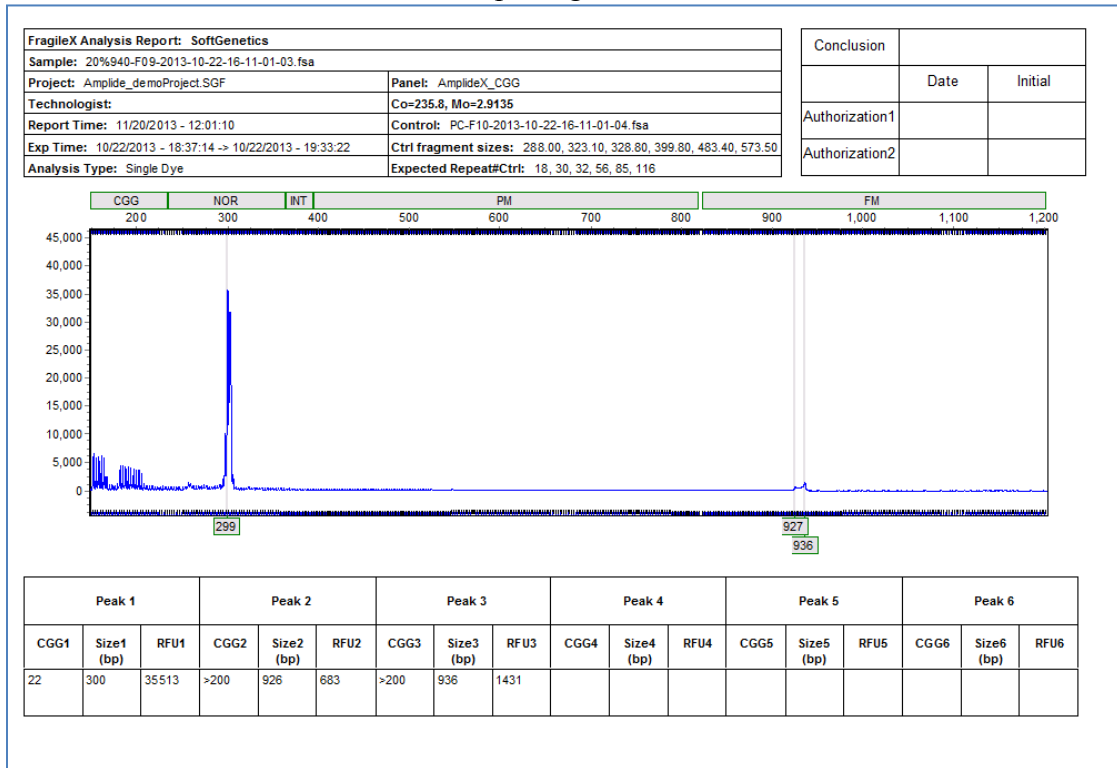 FragileX Analysis Report: SoftGenetics
Sample: 20%940-F09-2013-10-22-16-11-01-03.fsa
Project: Amplide_demoProject.SGF Panel: AmplideX_CGG
Technologist: Co=235.8, Mo=2.9135
Report Time: 11/20/2013 - 12:01:10 Control: PC-F10-2013-10-22-16-11-01-04.fsa
Exp Time: 10/22/2013 - 18:37:14 -> 10/22/2013 - 19:33:22 Ctrl fragment sizes: 288.00, 323.10, 328.80, 399.80, 483.40, 573.50
Analysis Type: Single Dye Expected Repeat#Ctrl: 18, 30, 32, 56, 85, 116
Conclusion
Date Initial
Authorization1
Authorization2
CGG NOR INT PM FM
200 300 400 500 600 700 800 900 1,000 1,100 1,200
45,000
40,000
35,000
30,000
25,000
20,000
15,000
10,000
5,000
0
299 927
936
Peak 1 Peak 2 Peak 3 Peak 4 Peak 5 Peak 6
CGG1 Size1 (bp) RFU1 CGG2 Size2 (bp) RFU2 CGG3 Size3 (bp) RFU3 CGG4 Size4 (bp) RFU4 CGG5 Size5 (bp) RFU5 CGG6 Size6 (bp) RFU6
22 300 35513 >200 926 683 >200 936 1431